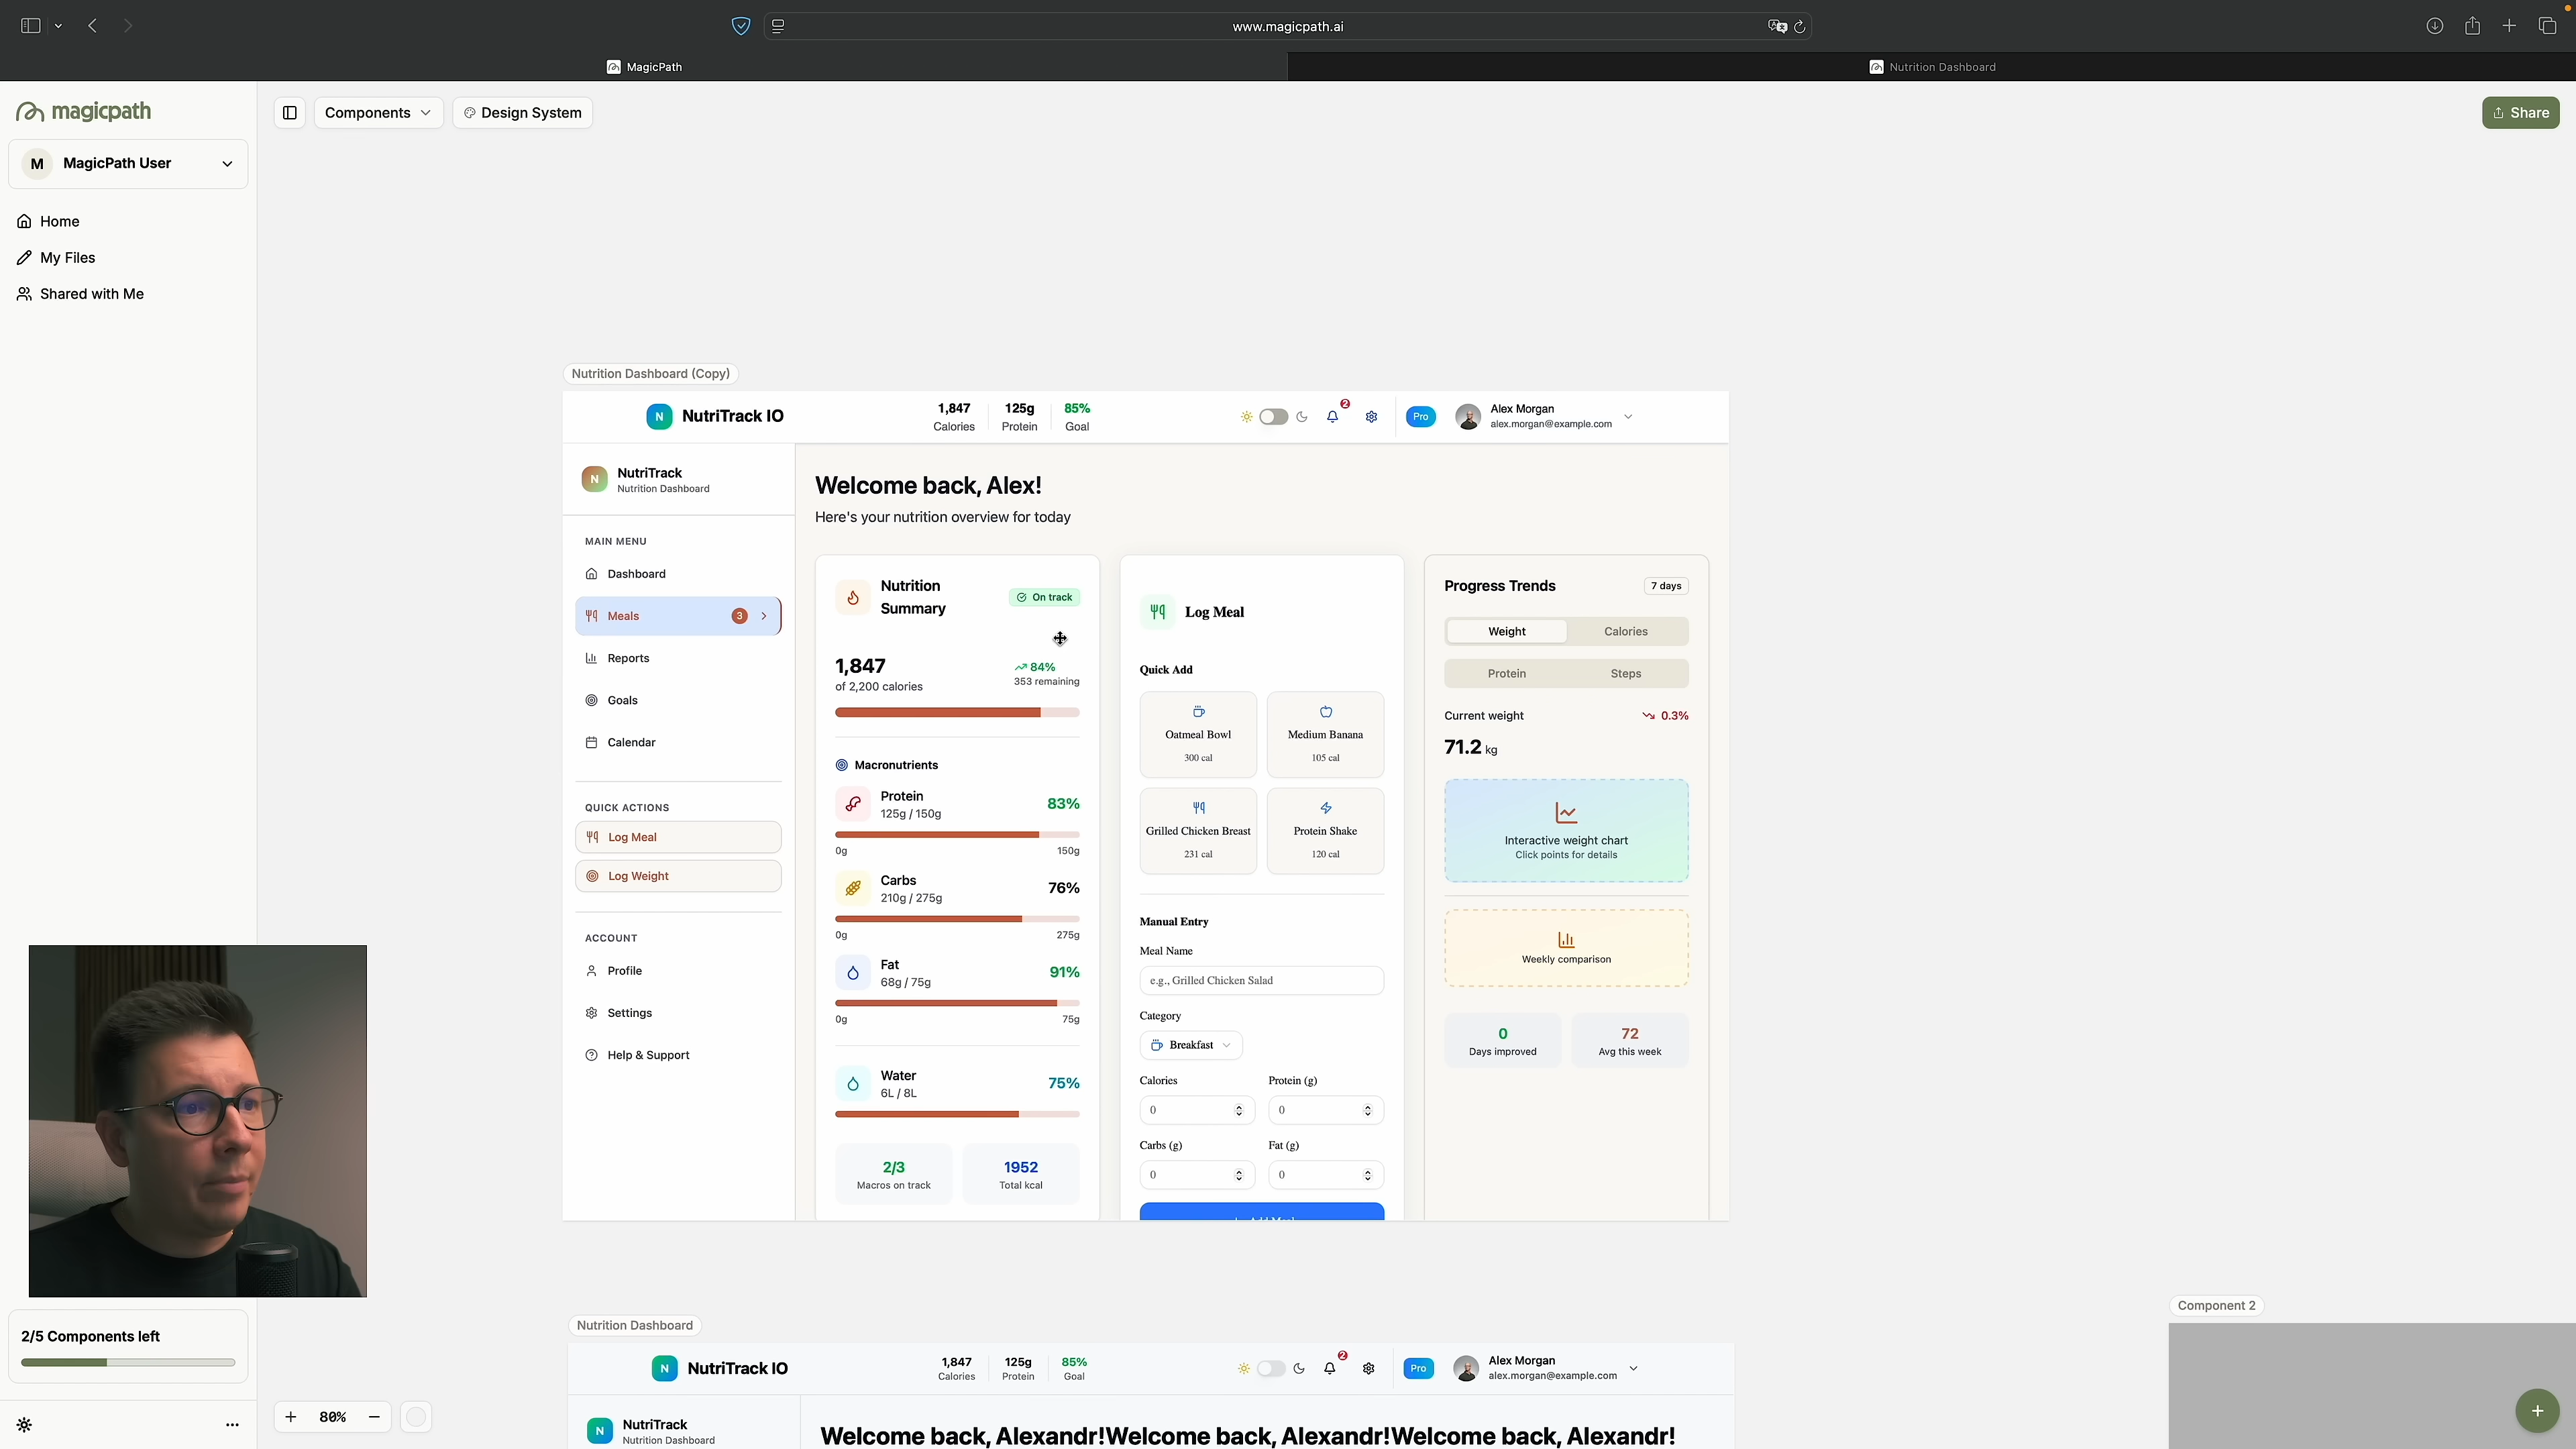 www.magicpath.ai
MagicPath
Nutrition Dashboard
magicpath
Components
Design System
Share
M
MagicPath User
Home
My Files
Shared with Me
Nutrition Dashboard (Copy)
N
NutriTrack IO
1,847
Calories
125g
Protein
85%
Goal
2
Pro
Alex Morgan
alex.morgan@example.com
N
NutriTrack
Nutrition Dashboard
MAIN MENU
Dashboard
Meals
3
Reports
Goals
Calendar
QUICK ACTIONS
Log Meal
Log Weight
ACCOUNT
Profile
Settings
Help & Support
Welcome back, Alex!
Here's your nutrition overview for today
Nutrition
Summary
On track
1,847
of 2,200 calories
84%
353 remaining
Macronutrients
Protein
125g / 150g
83%
0g
150g
Carbs
210g / 275g
76%
0g
275g
Fat
68g / 75g
91%
0g
75g
Water
6L / 8L
75%
2/3
Macros on track
1952
Total kcal
Log Meal
Quick Add
Oatmeal Bowl
300 cal
Medium Banana
105 cal
Grilled Chicken Breast
231 cal
Protein Shake
120 cal
Manual Entry
Meal Name
e.g., Grilled Chicken Salad
Category
Breakfast
Calories
Protein (g)
0
0
Carbs (g)
Fat (g)
0
0
Progress Trends
7 days
Weight
Calories
Protein
Steps
Current weight
0.3%
71.2 kg
Interactive weight chart
Click points for details
Weekly comparison
0
Days improved
72
Avg this week
2/5 Components left
80%
Nutrition Dashboard
N
NutriTrack IO
1,847
Calories
125g
Protein
85%
Goal
2
Pro
Alex Morgan
alex.morgan@example.com
N
NutriTrack
Nutrition Dashboard
Welcome back, Alexandr!Welcome back, Alexandr!Welcome back, Alexandr!
Component 2